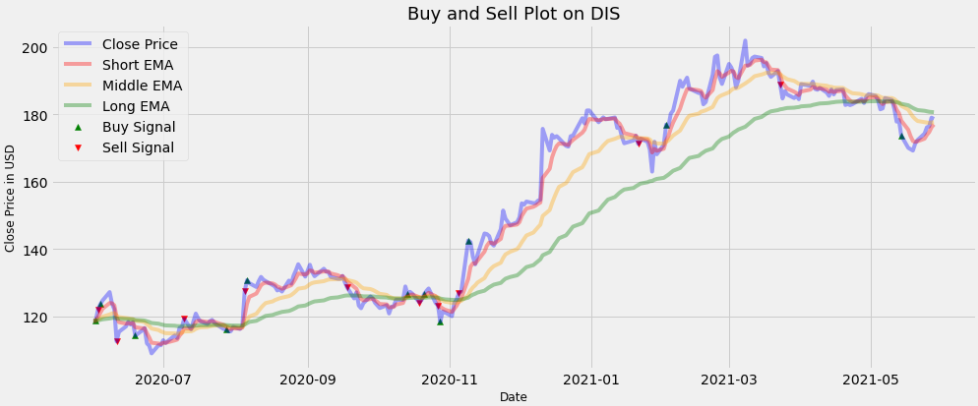 Buy and Sell Plot on DIS
Close Price
Short EMA
Middle EMA
Long EMA
Buy Signal
Sell Signal
Close Price in USD
200
180
160
140
120
2020-07 2020-09 2020-11 2021-01 2021-03 2021-05
Date